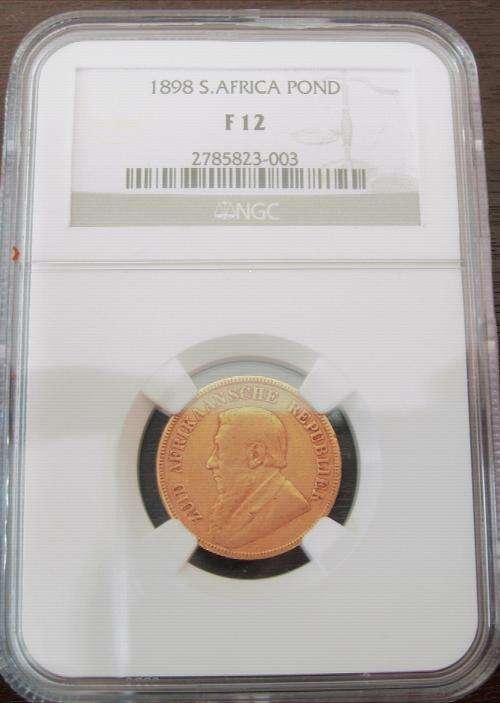 1898 S.AFRICA POND
F 12
2785823-003
NGC
ZUID AFRIKAANSCHE REPUBLIEK